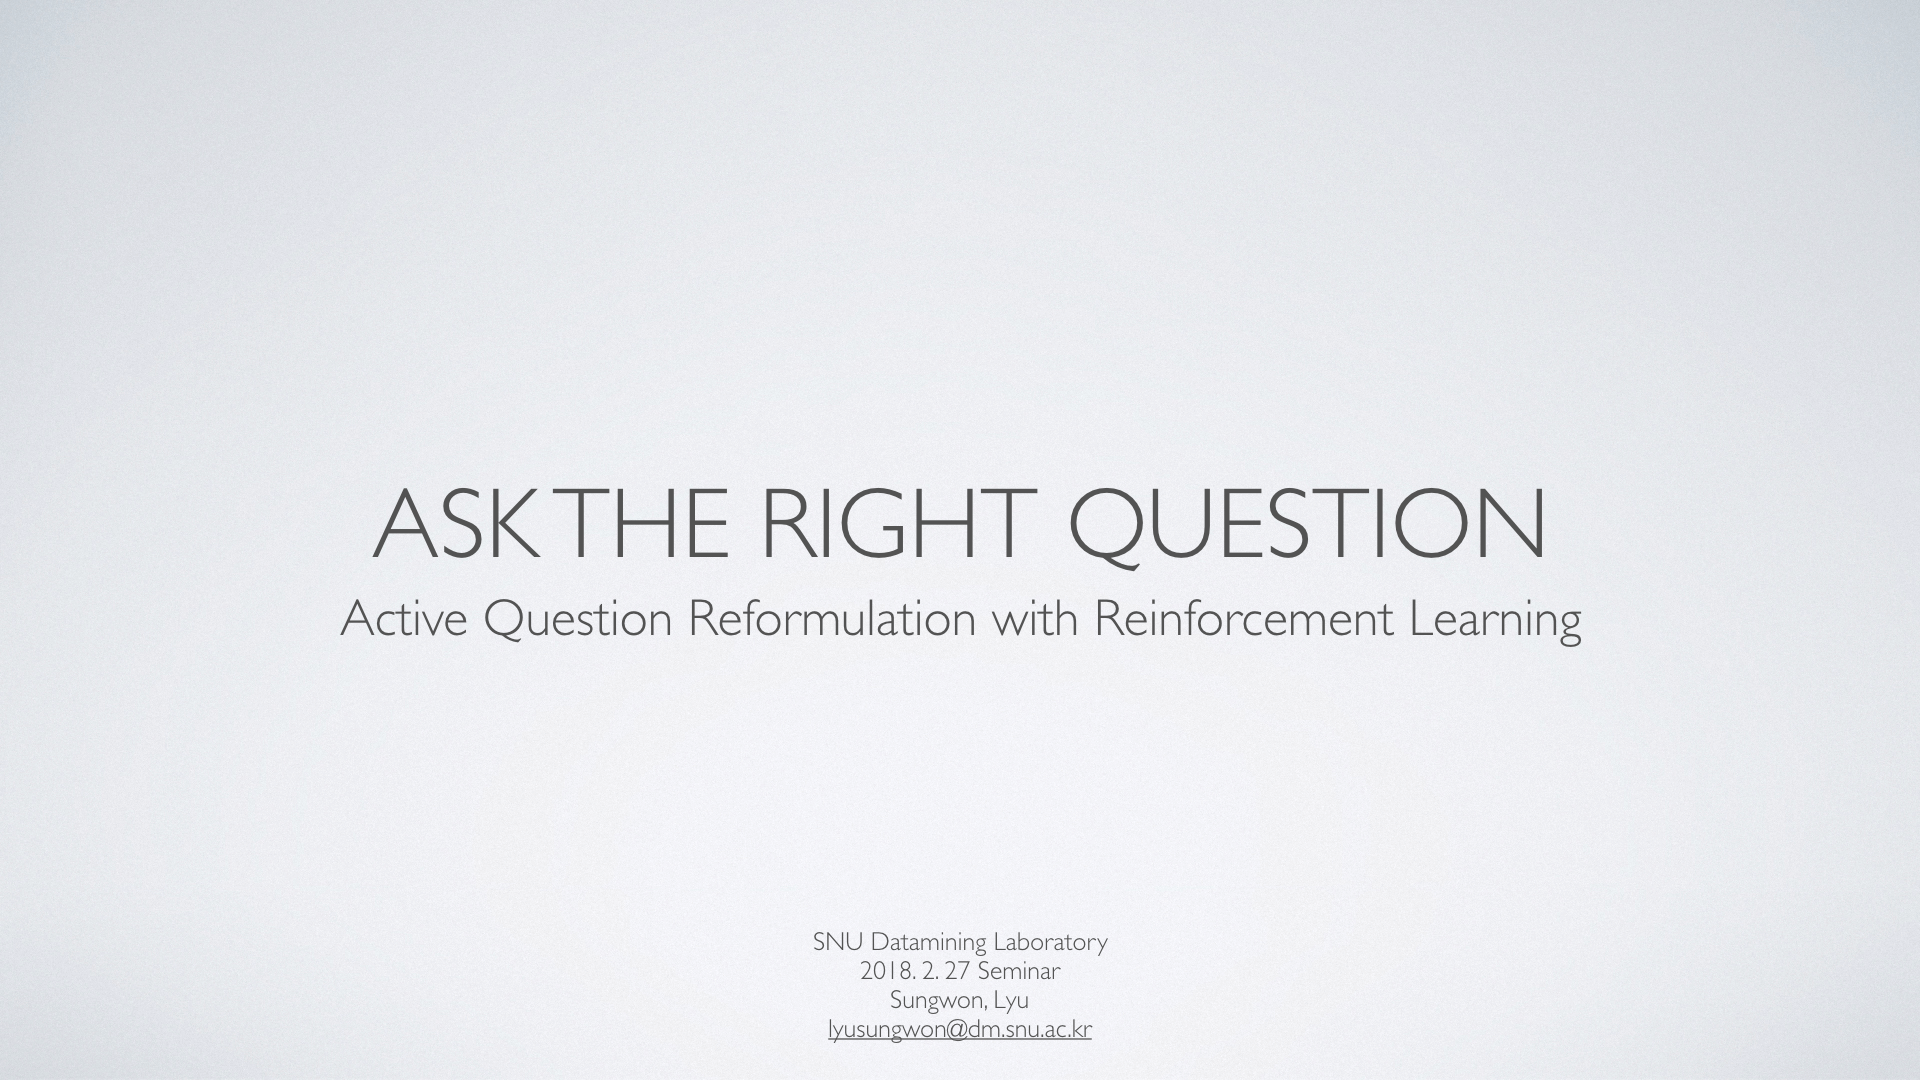 ASK THE RIGHT QUESTION
Active Question Reformulation with Reinforcement Learning
SNU Datamining Laboratory
2018. 2. 27 Seminar
Sungwon, Lyu
lyusungwon@dm.snu.ac.kr